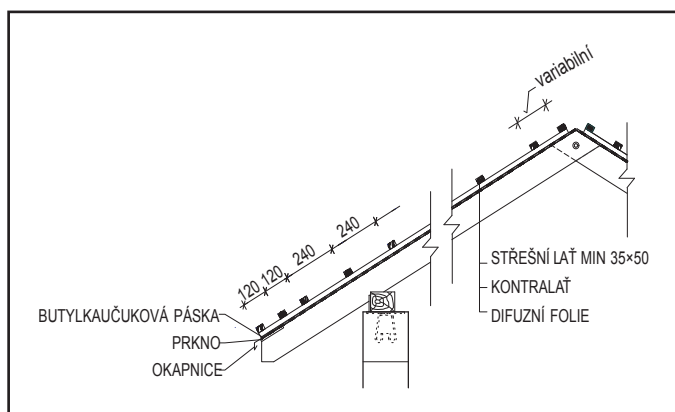 variabilní
240
240
120
120
STŘEŠNÍ LAŤ MIN 35×50
KONTRALAŤ
DIFUZNÍ FOLIE
BUTYLKAUČUKOVÁ PÁSKA
PRKNO
OKAPNICE